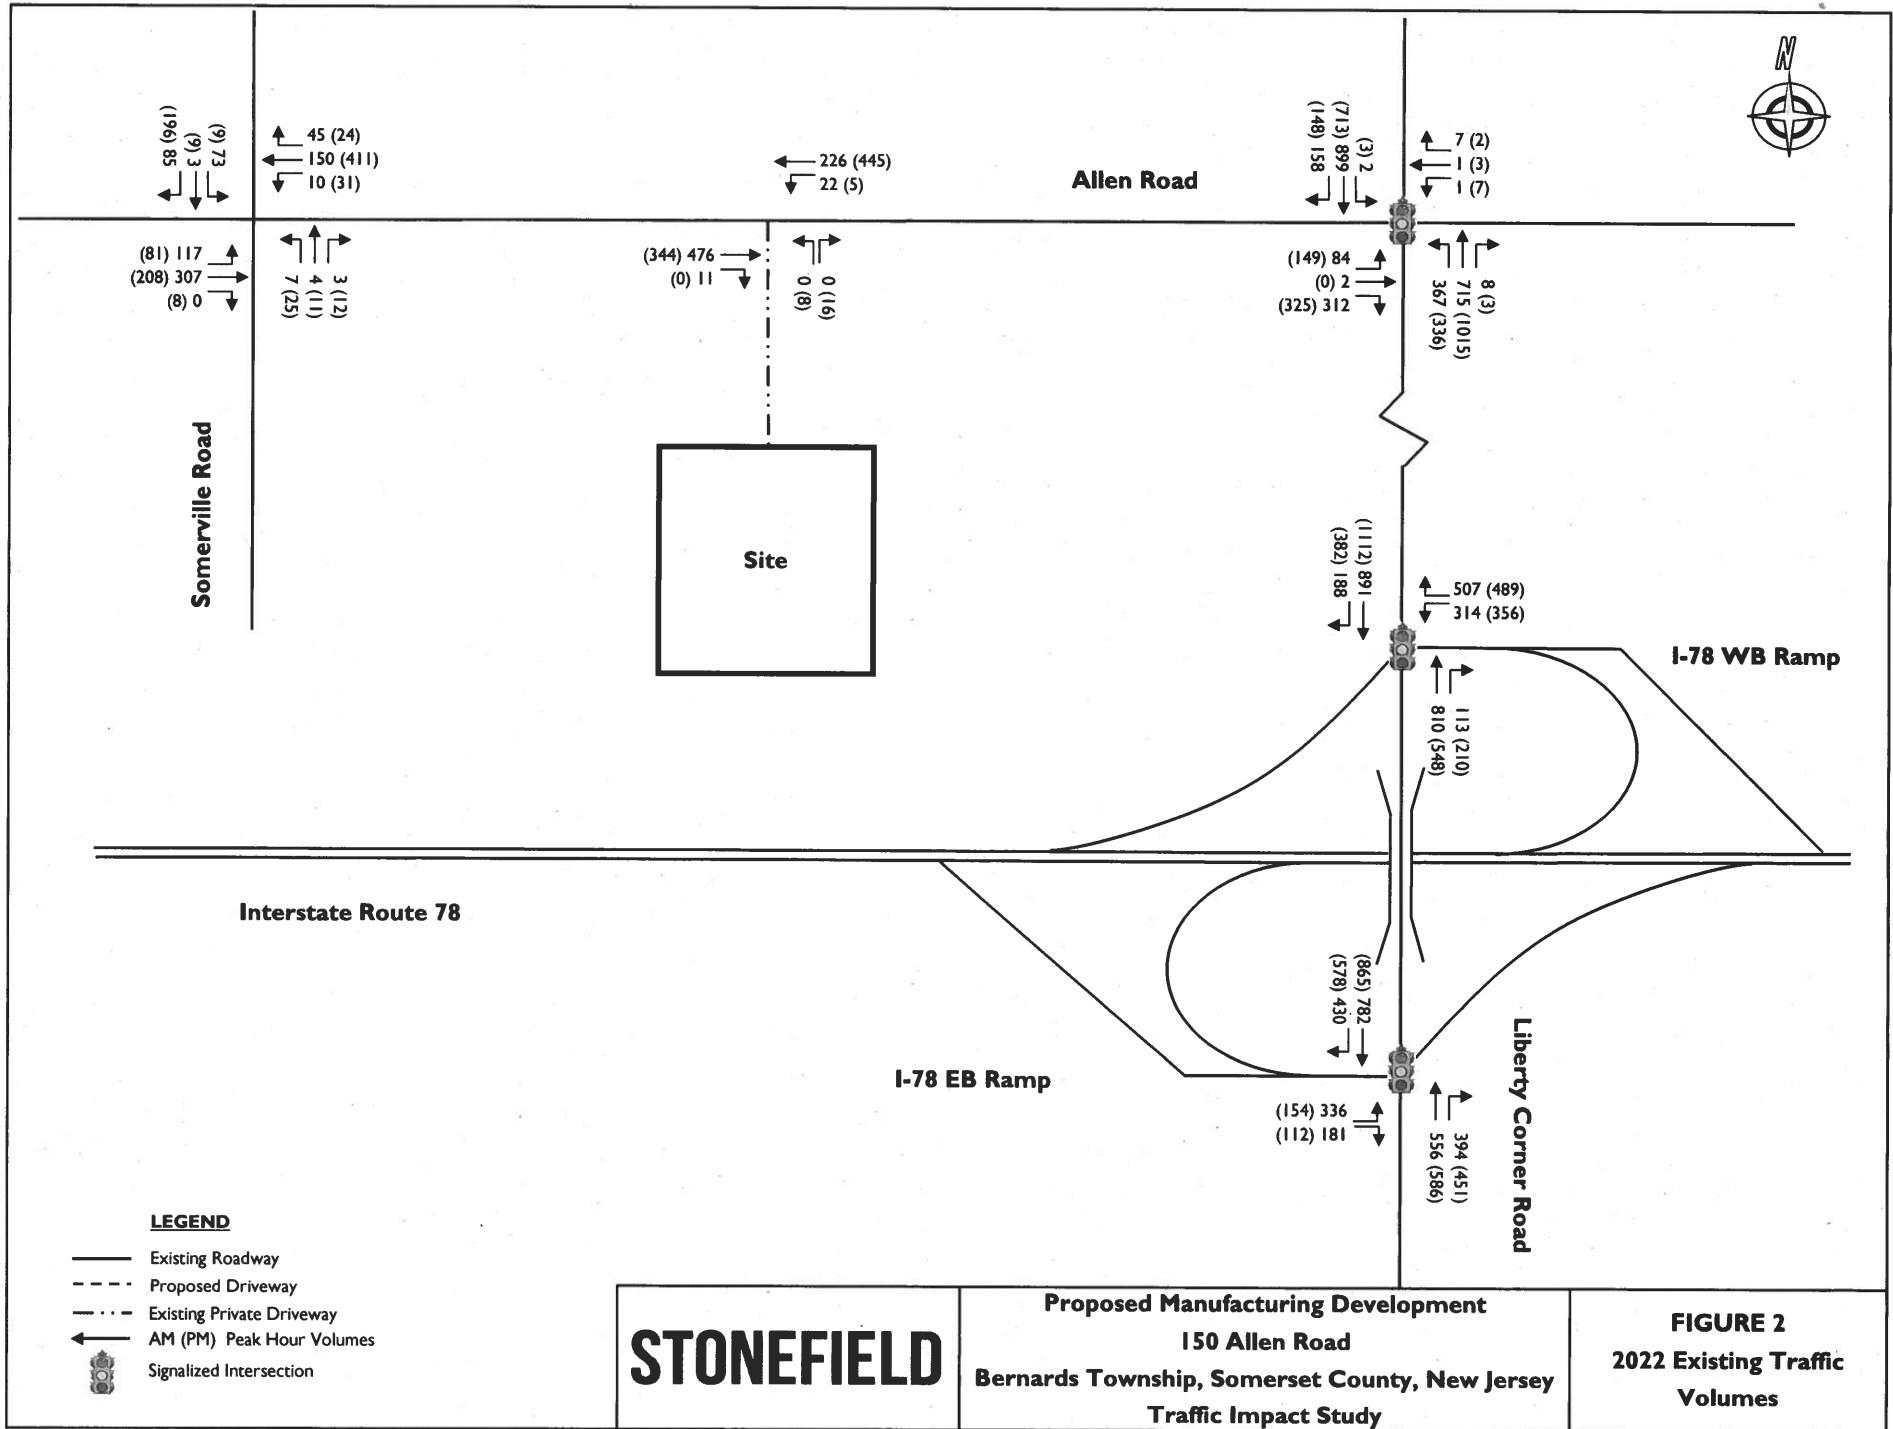 N
(196) 85
(9) 3
(9) 73
45 (24)
150 (411)
10 (31)
226 (445)
22 (5)
Allen Road
(148) 158
(713) 899
(3) 2
7 (2)
1 (3)
1 (7)
(81) 117
(208) 307
(8) 0
7 (25)
4 (11)
3 (12)
(344) 476
(0) 11
0 (8)
0 (16)
(149) 84
(0) 2
(325) 312
367 (336)
715 (1015)
8 (3)
Somerville Road
Site
(382) 188
(1112) 891
507 (489)
314 (356)
I-78 WB Ramp
810 (548)
113 (210)
Interstate Route 78
(578) 430
(865) 782
I-78 EB Ramp
(154) 336
(112) 181
556 (586)
394 (451)
Liberty Corner Road
LEGEND
Existing Roadway
Proposed Driveway
Existing Private Driveway
AM (PM) Peak Hour Volumes
Signalized Intersection
STONEFIELD
Proposed Manufacturing Development
150 Allen Road
Bernards Township, Somerset County, New Jersey
Traffic Impact Study
FIGURE 2
2022 Existing Traffic
Volumes